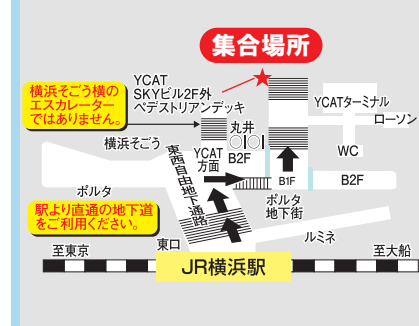 集合場所
YCAT
SKYビル2F外
ペデストリアンデッキ
横浜そごう横の
エスカレーター
ではありません。
YCATターミナル
ローソン
丸井
○|○|
横浜そごう
YCAT
方面
B2F
WC
東西自由地下通路
B1F
B2F
ポルタ
ポルタ
地下街
駅より直通の地下道
をご利用ください。
東口
ルミネ
至東京
至大船
JR横浜駅